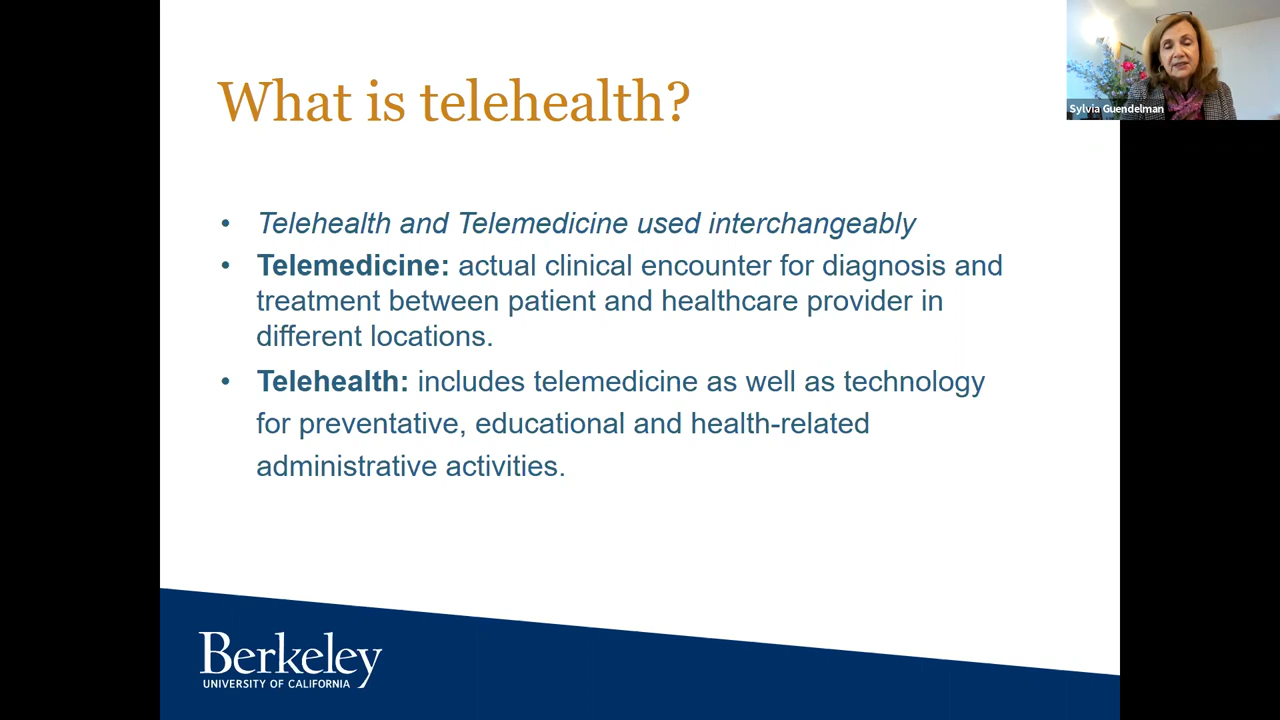 What is telehealth?
Sylvia Guendelman
• Telehealth and Telemedicine used interchangeably
• Telemedicine: actual clinical encounter for diagnosis and
treatment between patient and healthcare provider in
different locations.
• Telehealth: includes telemedicine as well as technology
for preventative, educational and health-related
administrative activities.
Berkeley
UNIVERSITY OF CALIFORNIA